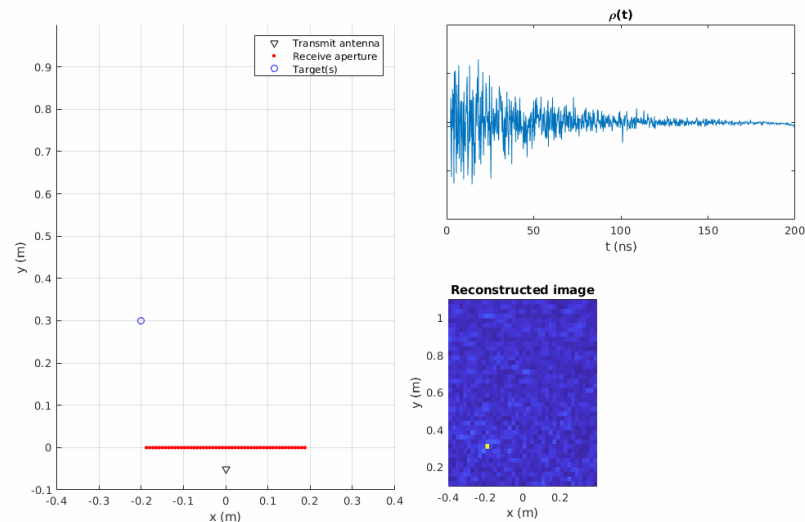 Transmit antenna
Receive aperture
Target(s)
0.9
0.8
0.7
0.6
0.5
0.4
0.3
0.2
0.1
0
-0.1
y (m)
-0.4 -0.3 -0.2 -0.1 0 0.1 0.2 0.3 0.4
x (m)
ρ(t)
0 50 100 150 200
t (ns)
Reconstructed image
1
0.8
0.6
0.4
0.2
y (m)
-0.4 -0.2 0 0.2
x (m)